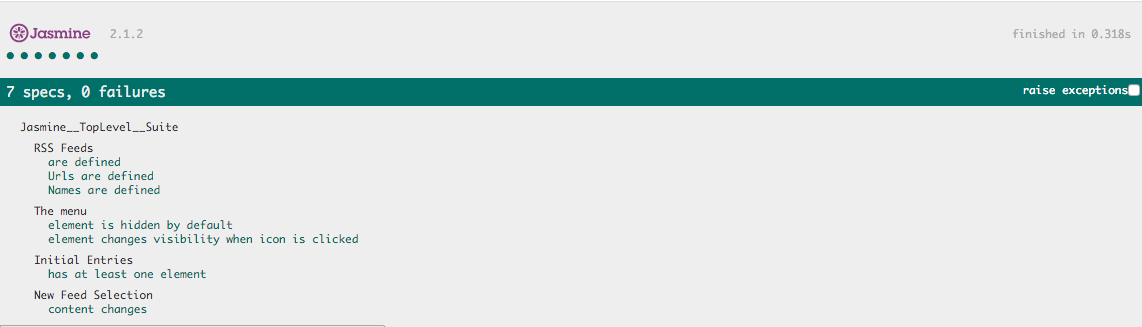 Jasmine 2.1.2 finished in 0.318s
7 specs, 0 failures raise exceptions
Jasmine__TopLevel__Suite
RSS Feeds
are defined
Urls are defined
Names are defined
The menu
element is hidden by default
element changes visibility when icon is clicked
Initial Entries
has at least one element
New Feed Selection
content changes